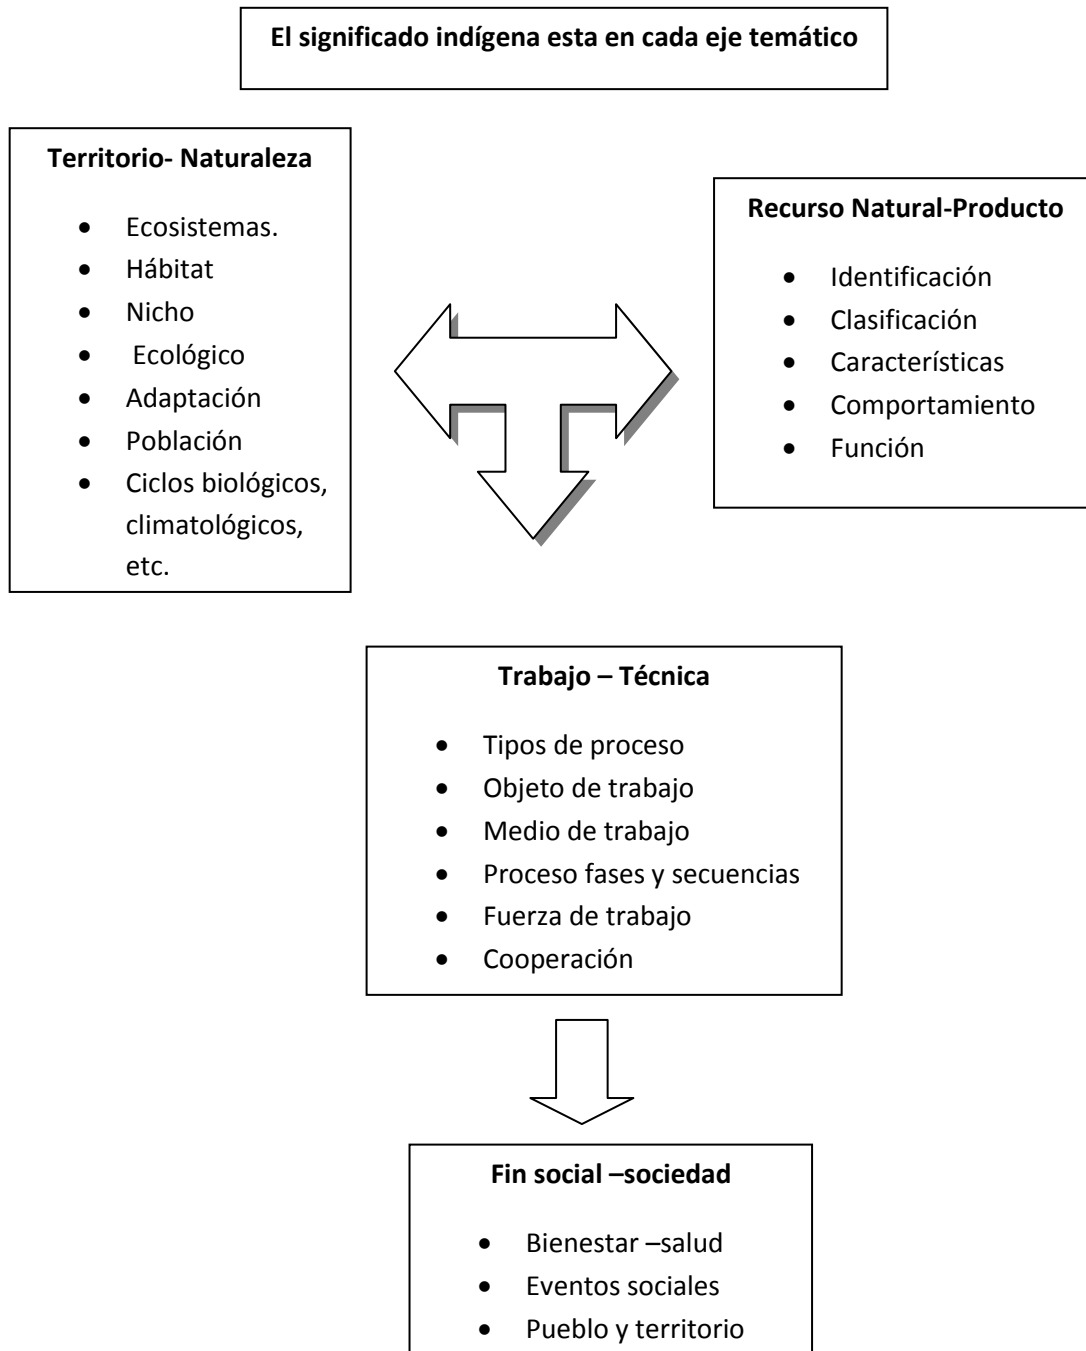 El significado indígena esta en cada eje temático
Territorio- Naturaleza
• Ecosistemas.
• Hábitat
• Nicho
• Ecológico
• Adaptación
• Población
• Ciclos biológicos,
climatológicos,
etc.
Recurso Natural-Producto
• Identificación
• Clasificación
• Características
• Comportamiento
• Función
Trabajo – Técnica
• Tipos de proceso
• Objeto de trabajo
• Medio de trabajo
• Proceso fases y secuencias
• Fuerza de trabajo
• Cooperación
Fin social –sociedad
• Bienestar –salud
• Eventos sociales
• Pueblo y territorio